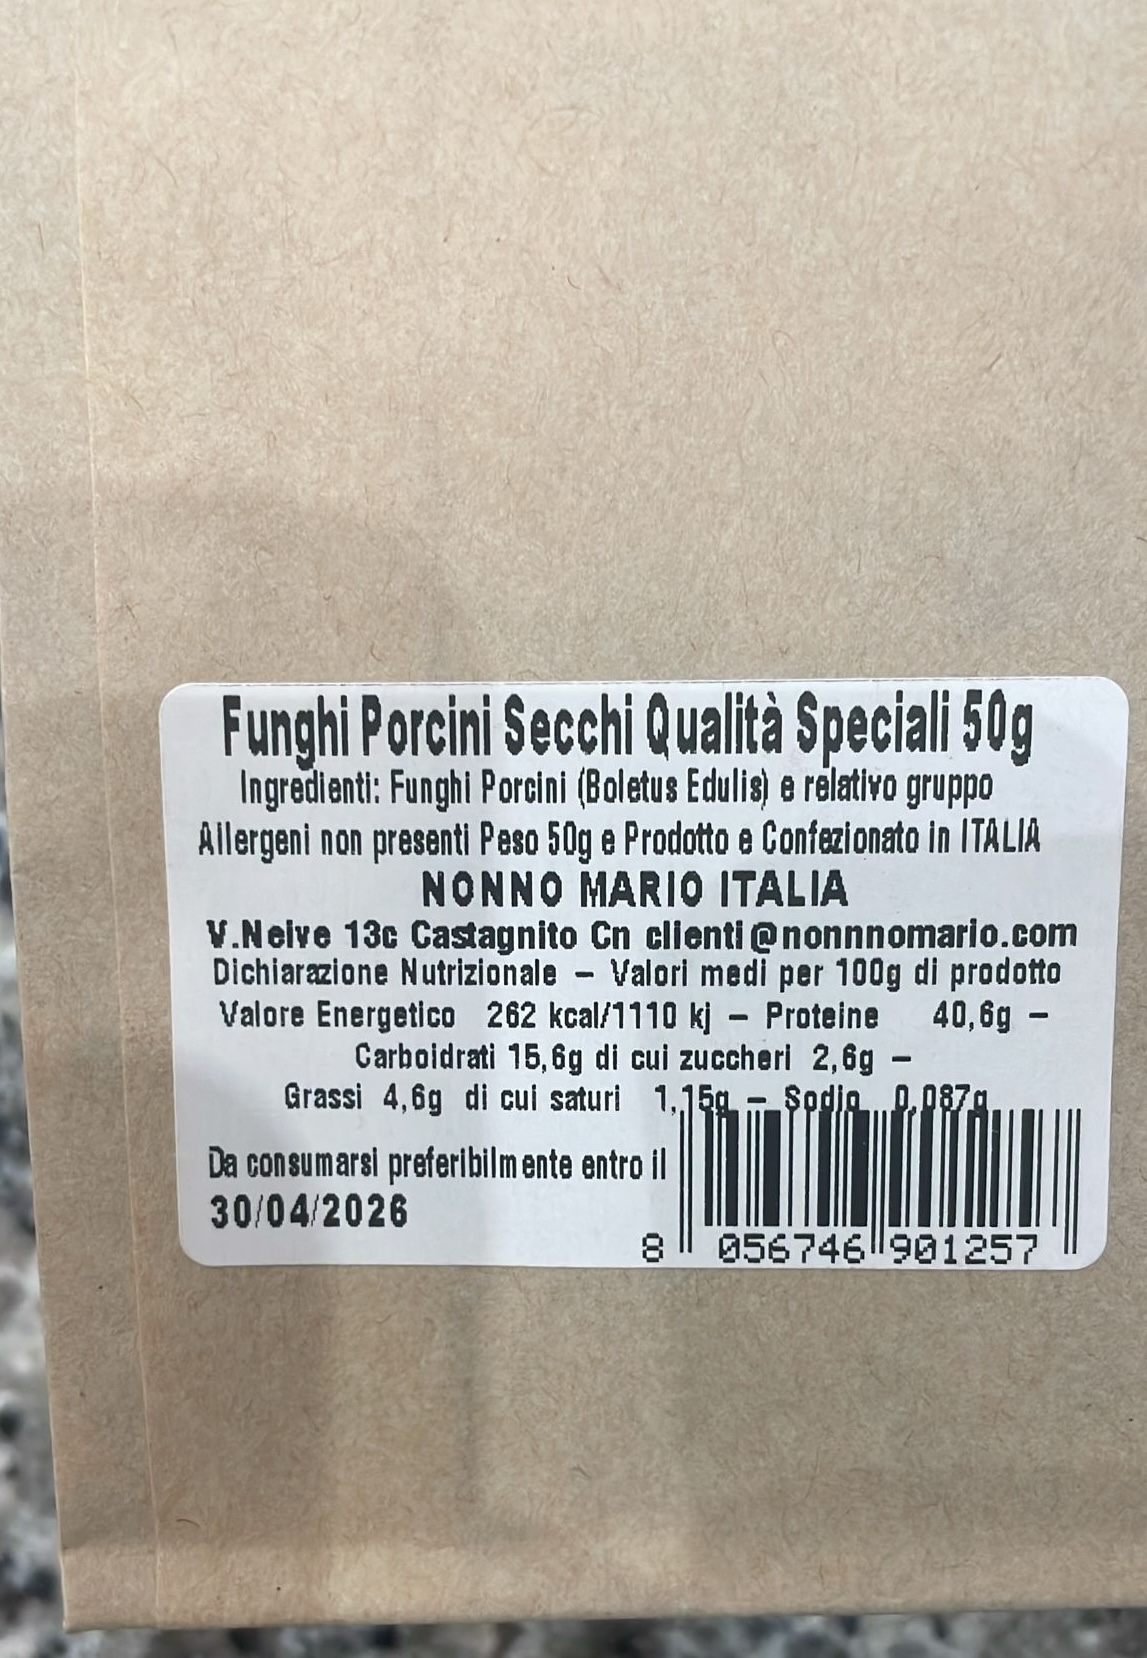 Funghi Porcini Secchi Qualità Speciali 50g
Ingredienti: Funghi Porcini (Boletus Edulis) e relativo gruppo
Allergeni non presenti Peso 50g e Prodotto e Confezionato in ITALIA
NONNO MARIO ITALIA
V.Neive 13c Castagnito Cn clienti@nonnnomario.com
Dichiarazione Nutrizionale – Valori medi per 100g di prodotto
Valore Energetico 262 kcal/1110 kj – Proteine 40,6g –
Carboidrati 15,6g di cui zuccheri 2,6g –
Grassi 4,6g di cui saturi 1,15g – Sodio 0,087g
Da consumarsi preferibilmente entro il
30/04/2026
8 056746 901257